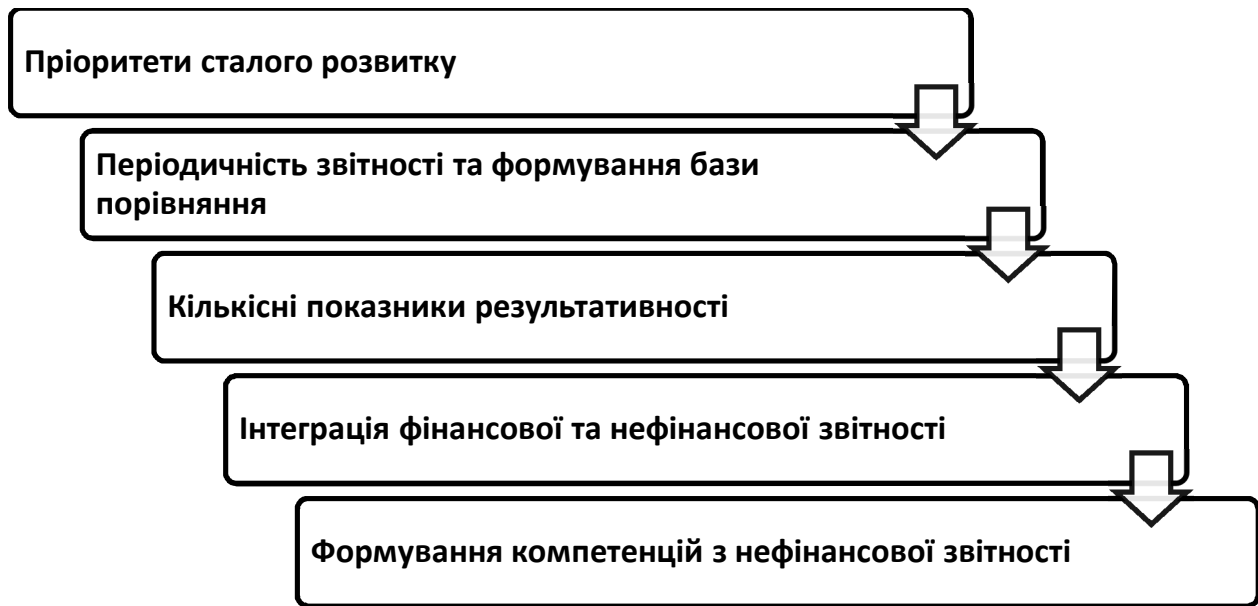 Пріоритети сталого розвитку
Періодичність звітності та формування бази
порівняння
Кількісні показники результативності
Інтеграція фінансової та нефінансової звітності
Формування компетенцій з нефінансової звітності